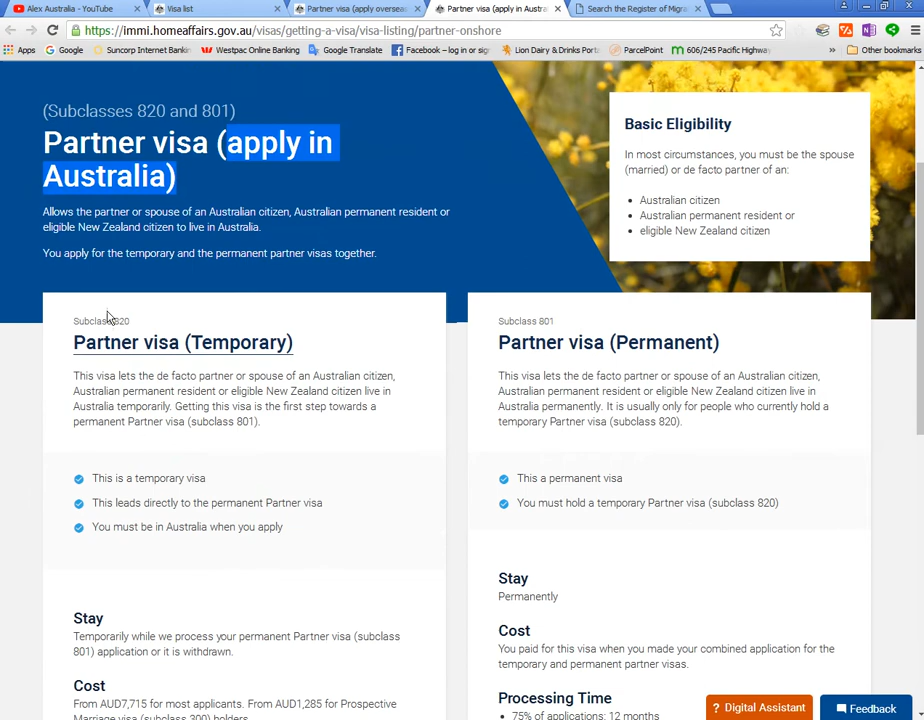 Alex Australia - YouTube
Visa list
Partner visa (apply overseas
Partner visa (apply in Austra
Search the Register of Migra
https://immi.homeaffairs.gov.au/visas/getting-a-visa/visa-listing/partner-onshore
Apps
Google
Suncorp Internet Bank
Westpac Online Banking
Google Translate
Facebook – log in or sig
Lion Dairy & Drinks Port
ParcelPoint
606/245 Pacific Highw
Other bookmarks
(Subclasses 820 and 801)
Partner visa (apply in
Australia)
Allows the partner or spouse of an Australian citizen, Australian permanent resident or
eligible New Zealand citizen to live in Australia.
You apply for the temporary and the permanent partner visas together.
Basic Eligibility
In most circumstances, you must be the spouse
(married) or de facto partner of an:
Australian citizen
Australian permanent resident or
eligible New Zealand citizen
Subclass 820
Partner visa (Temporary)
This visa lets the de facto partner or spouse of an Australian citizen,
Australian permanent resident or eligible New Zealand citizen live in
Australia temporarily. Getting this visa is the first step towards a
permanent Partner visa (subclass 801).
This is a temporary visa
This leads directly to the permanent Partner visa
You must be in Australia when you apply
Stay
Temporarily while we process your permanent Partner visa (subclass
801) application or it is withdrawn.
Cost
From AUD7,715 for most applicants. From AUD1,285 for Prospective
Marriage visa (subclass 300) holders
Subclass 801
Partner visa (Permanent)
This visa lets the de facto partner or spouse of an Australian citizen,
Australian permanent resident or eligible New Zealand citizen live in
Australia permanently. It is usually only for people who currently hold a
temporary Partner visa (subclass 820).
This a permanent visa
You must hold a temporary Partner visa (subclass 820)
Stay
Permanently
Cost
You paid for this visa when you made your combined application for the
temporary and permanent partner visas.
Processing Time
75% of applications: 12 months
? Digital Assistant
Feedback